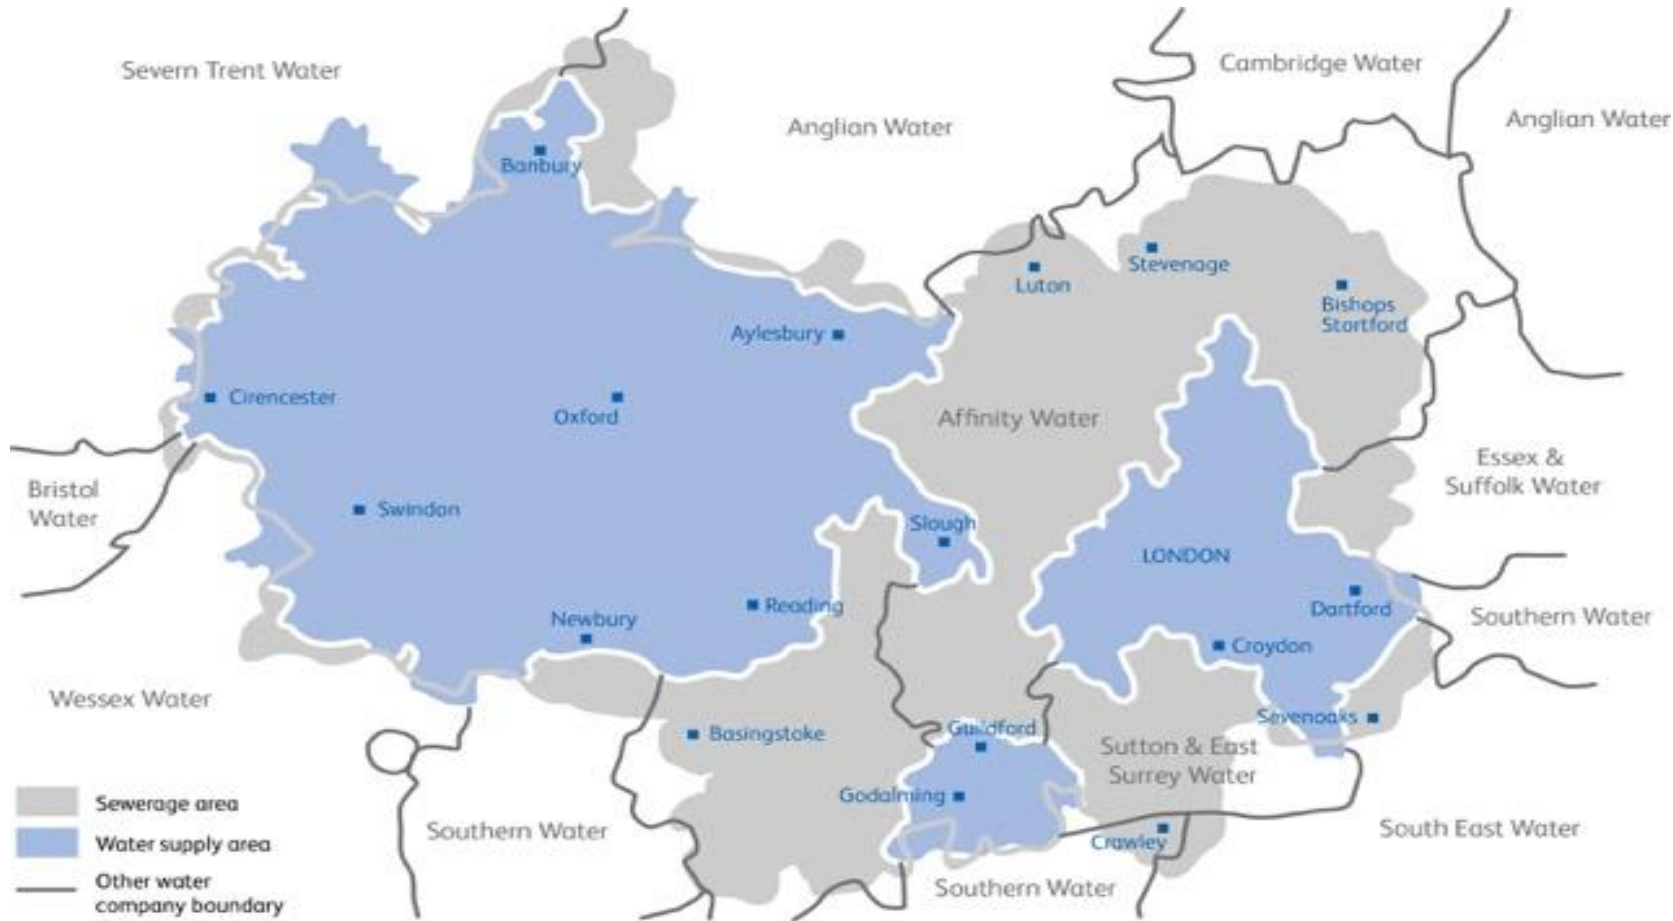 Severn Trent Water
Cambridge Water
Anglian Water
Anglian Water
Banbury
Stevenage
Luton
Bishops
Stortford
Aylesbury
Cirencester
Oxford
Affinity Water
Essex &
Suffolk Water
Bristol
Water
Swindon
Slough
LONDON
Reading
Dartford
Newbury
Southern Water
Croydon
Wessex Water
Basingstoke
Guildford
Sevenoaks
Sutton & East
Surrey Water
Godalming
Sewerage area
Water supply area
Other water
company boundary
Southern Water
Crawley
South East Water
Southern Water